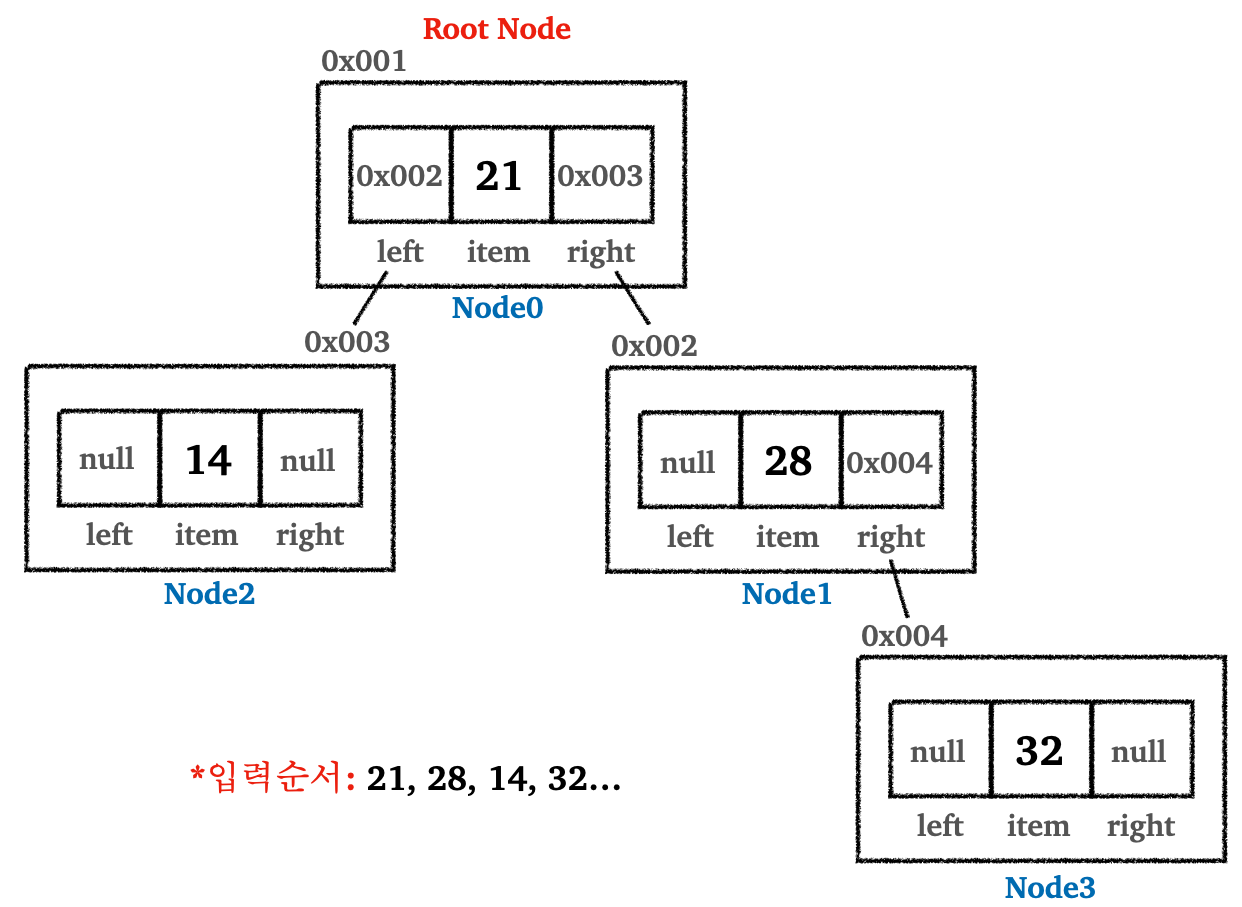 Root Node
0x001
0x002 21 0x003
left item right
Node0
0x003
null 14 null
left item right
Node2
0x002
null 28 0x004
left item right
Node1
0x004
null 32 null
left item right
Node3
*입력순서: 21, 28, 14, 32...